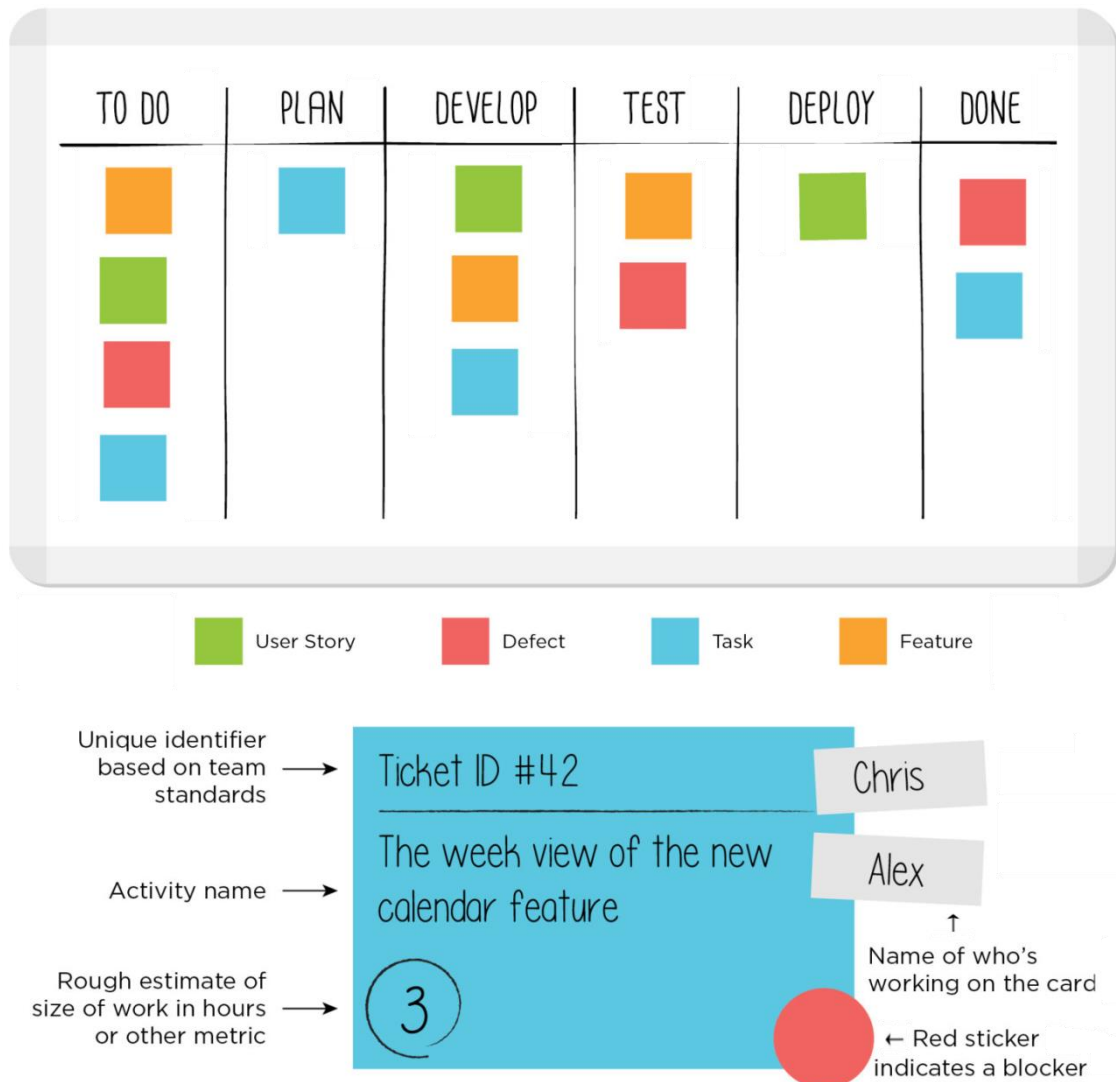 TO DO
PLAN
DEVELOP
TEST
DEPLOY
DONE
User Story
Defect
Task
Feature
Unique identifier
based on team
standards
Ticket ID #42
Chris
Activity name
The week view of the new
calendar feature
Alex
Name of who's
working on the card
Rough estimate of
size of work in hours
or other metric
3
← Red sticker
indicates a blocker